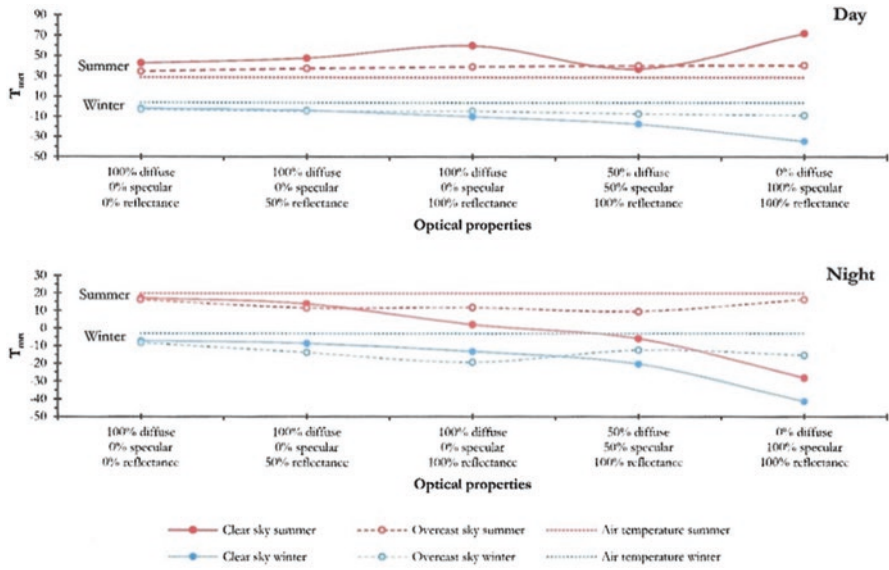 Day
90
70
50
30
10
-10
-30
-50
T mrt
Summer
Winter
100% diffuse 100% diffuse 100% diffuse 50% diffuse 0% diffuse
0% specular 0% specular 0% specular 50% specular 100% specular
0% reflectance 50% reflectance 100% reflectance 100% reflectance 100% reflectance
Optical properties
Night
30
20
10
0
-10
-20
-30
-40
-50
T mrt
Summer
Winter
100% diffuse 100% diffuse 100% diffuse 50% diffuse 0% diffuse
0% specular 0% specular 0% specular 50% specular 100% specular
0% reflectance 50% reflectance 100% reflectance 100% reflectance 100% reflectance
Optical properties
Clear sky summer Overcast sky summer Air temperature summer
Clear sky winter Overcast sky winter Air temperature winter